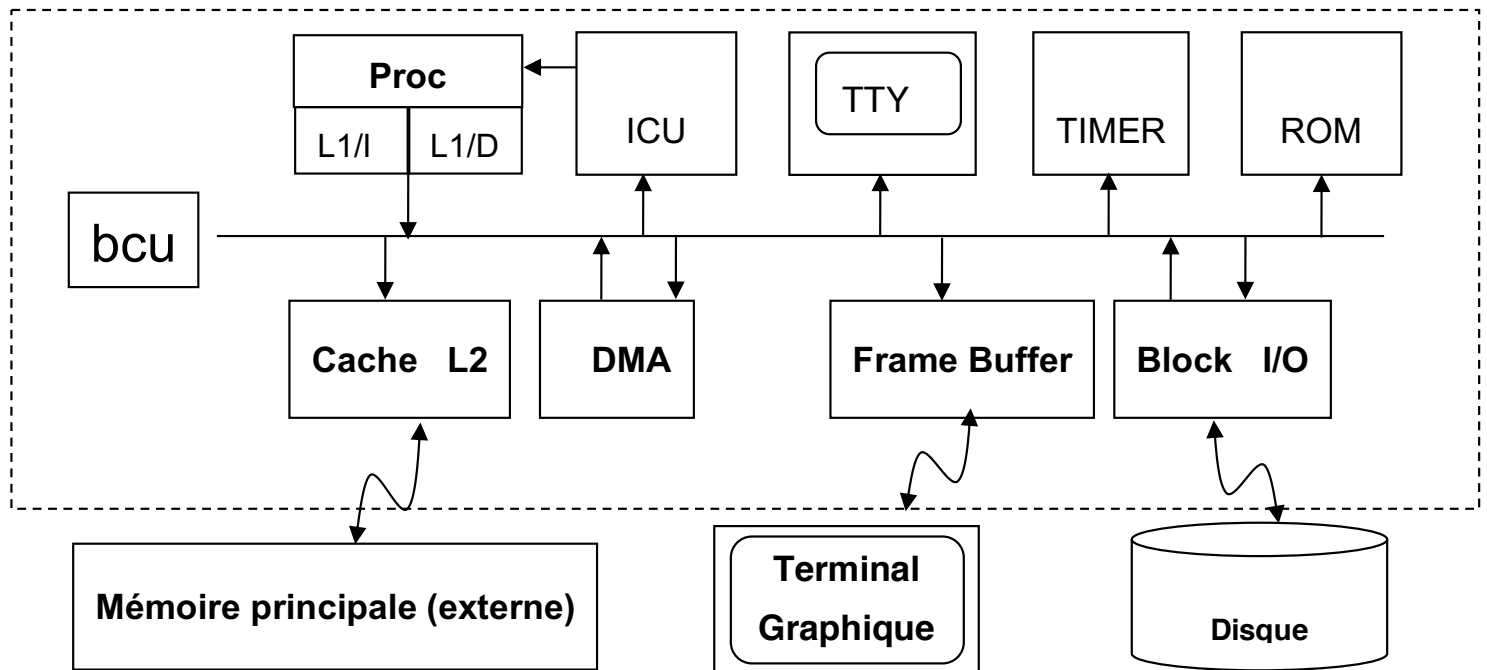 Proc
L1/I L1/D
ICU
TTY
TIMER
ROM
bcu
Cache L2
DMA
Frame Buffer
Block I/O
Mémoire principale (externe)
Terminal
Graphique
Disque